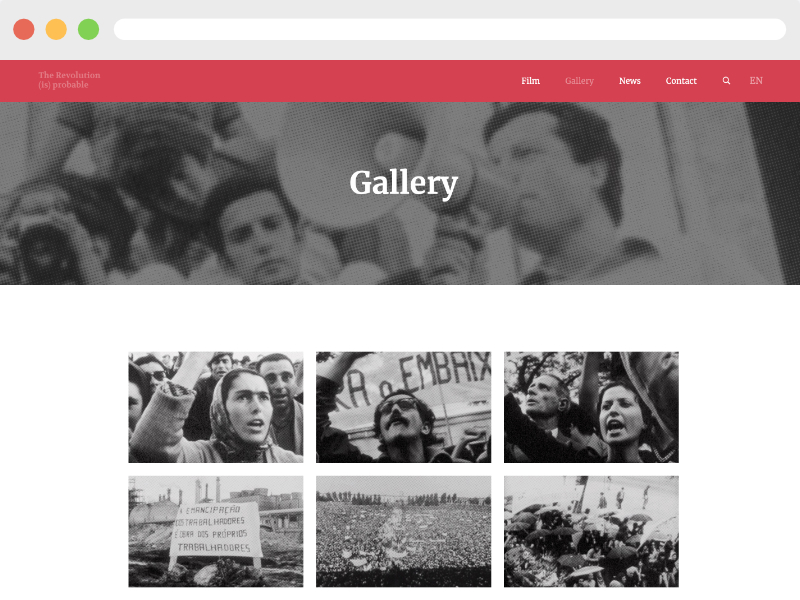 The Revolution
(is) probable
Film Gallery News Contact EN
Gallery
RA a EMBAIX
A EMANCIPAÇÃO
DOS TRABALHADORES
É OBRA DOS PRÓPRIOS
TRABALHADORES